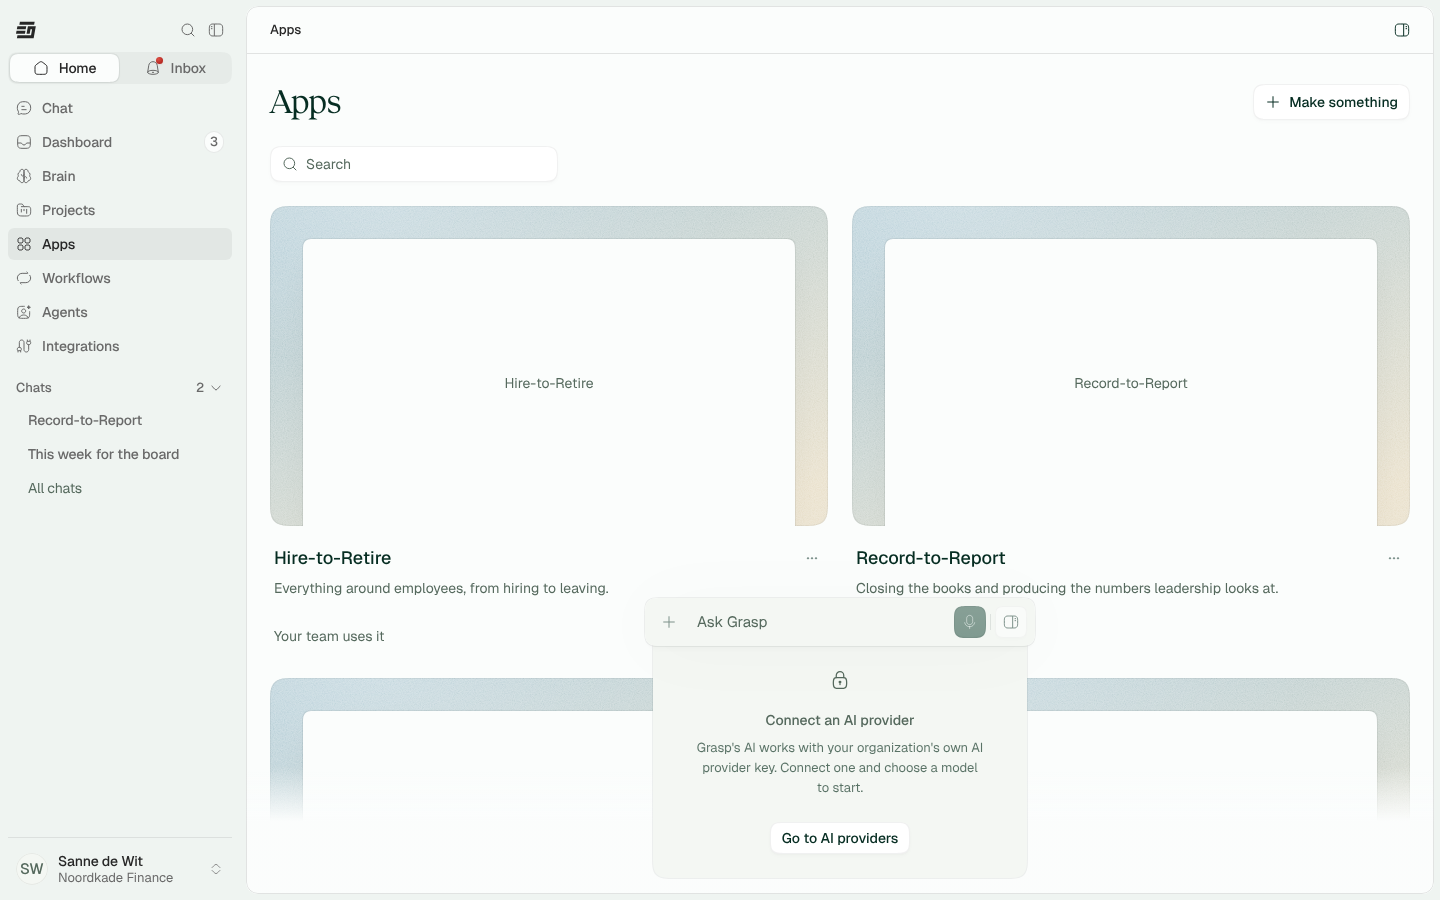 Home
Inbox
Chat
Dashboard
3
Brain
Projects
Apps
Workflows
Agents
Integrations
Chats
2
Record-to-Report
This week for the board
All chats
SW
Sanne de Wit
Noordkade Finance
Apps
Apps
Make something
Search
Hire-to-Retire
Record-to-Report
Hire-to-Retire
Everything around employees, from hiring to leaving.
Your team uses it
Record-to-Report
Closing the books and producing the numbers leadership looks at.
Ask Grasp
Connect an AI provider
Grasp's AI works with your organization's own AI
provider key. Connect one and choose a model
to start.
Go to AI providers